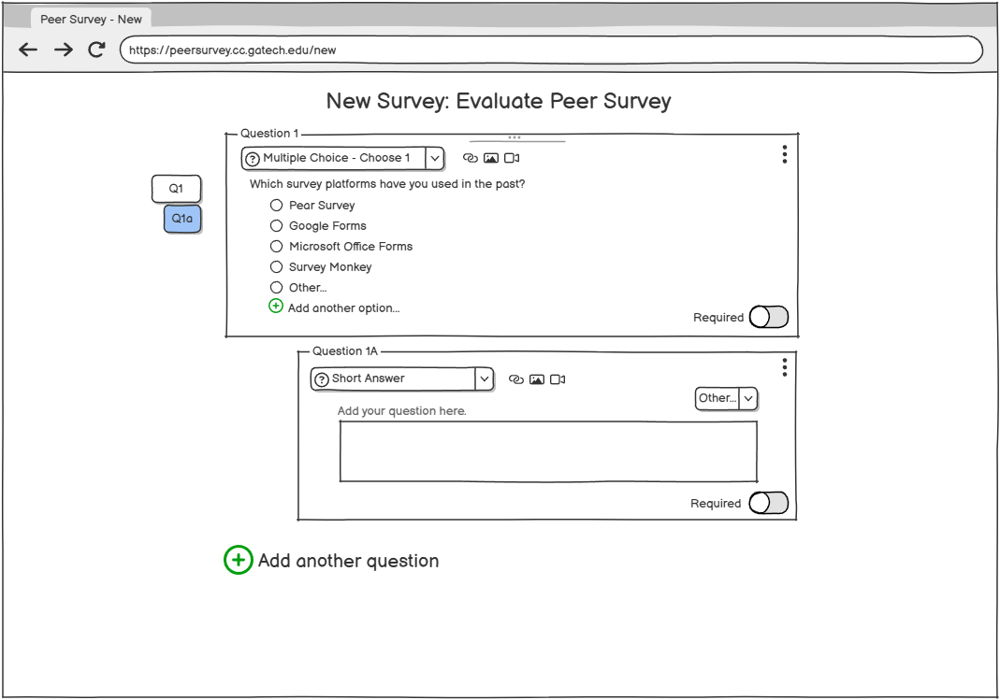 Peer Survey - New
https://peersurvey.cc.gatech.edu/new
New Survey: Evaluate Peer Survey
Question 1
Multiple Choice - Choose 1
Which survey platforms have you used in the past?
Q1
Pear Survey
Q1a
Google Forms
Microsoft Office Forms
Survey Monkey
Other...
Add another option...
Required
Question 1A
Short Answer
Other...
Add your question here.
Required
Add another question